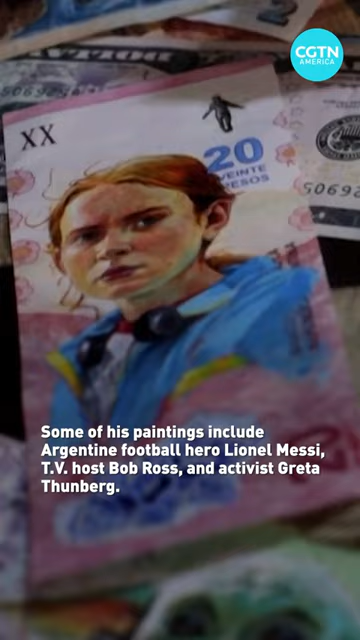 CGTN
AMERICA
XX
20
VEINTE
PESOS
Some of his paintings include
Argentine football hero Lionel Messi,
T.V. host Bob Ross, and activist Greta
Thunberg.